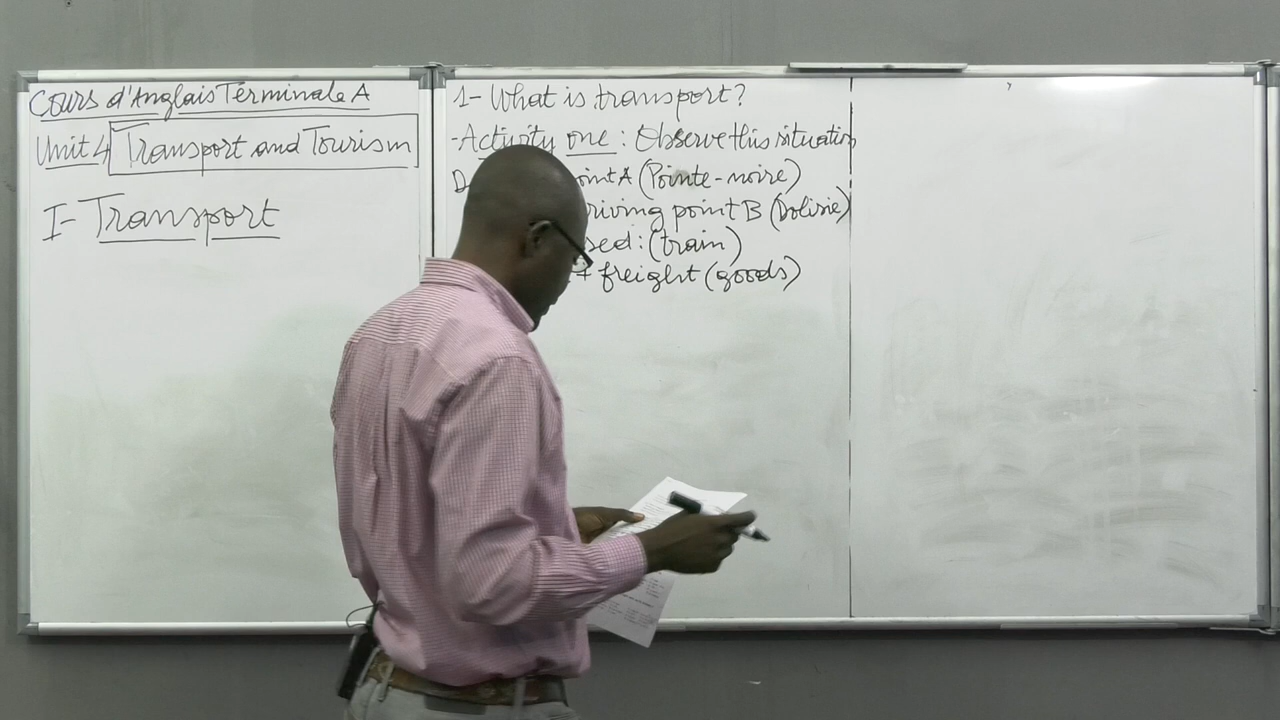 Cours d'Anglais Terminale A
Unit 4 Transport and Tourism
I- Transport
1- What is transport?
-Activity one : Observe this situation
point A (Pointe-noire)
riving point B (Dolisie)
sed : (train)
+ freight (goods)